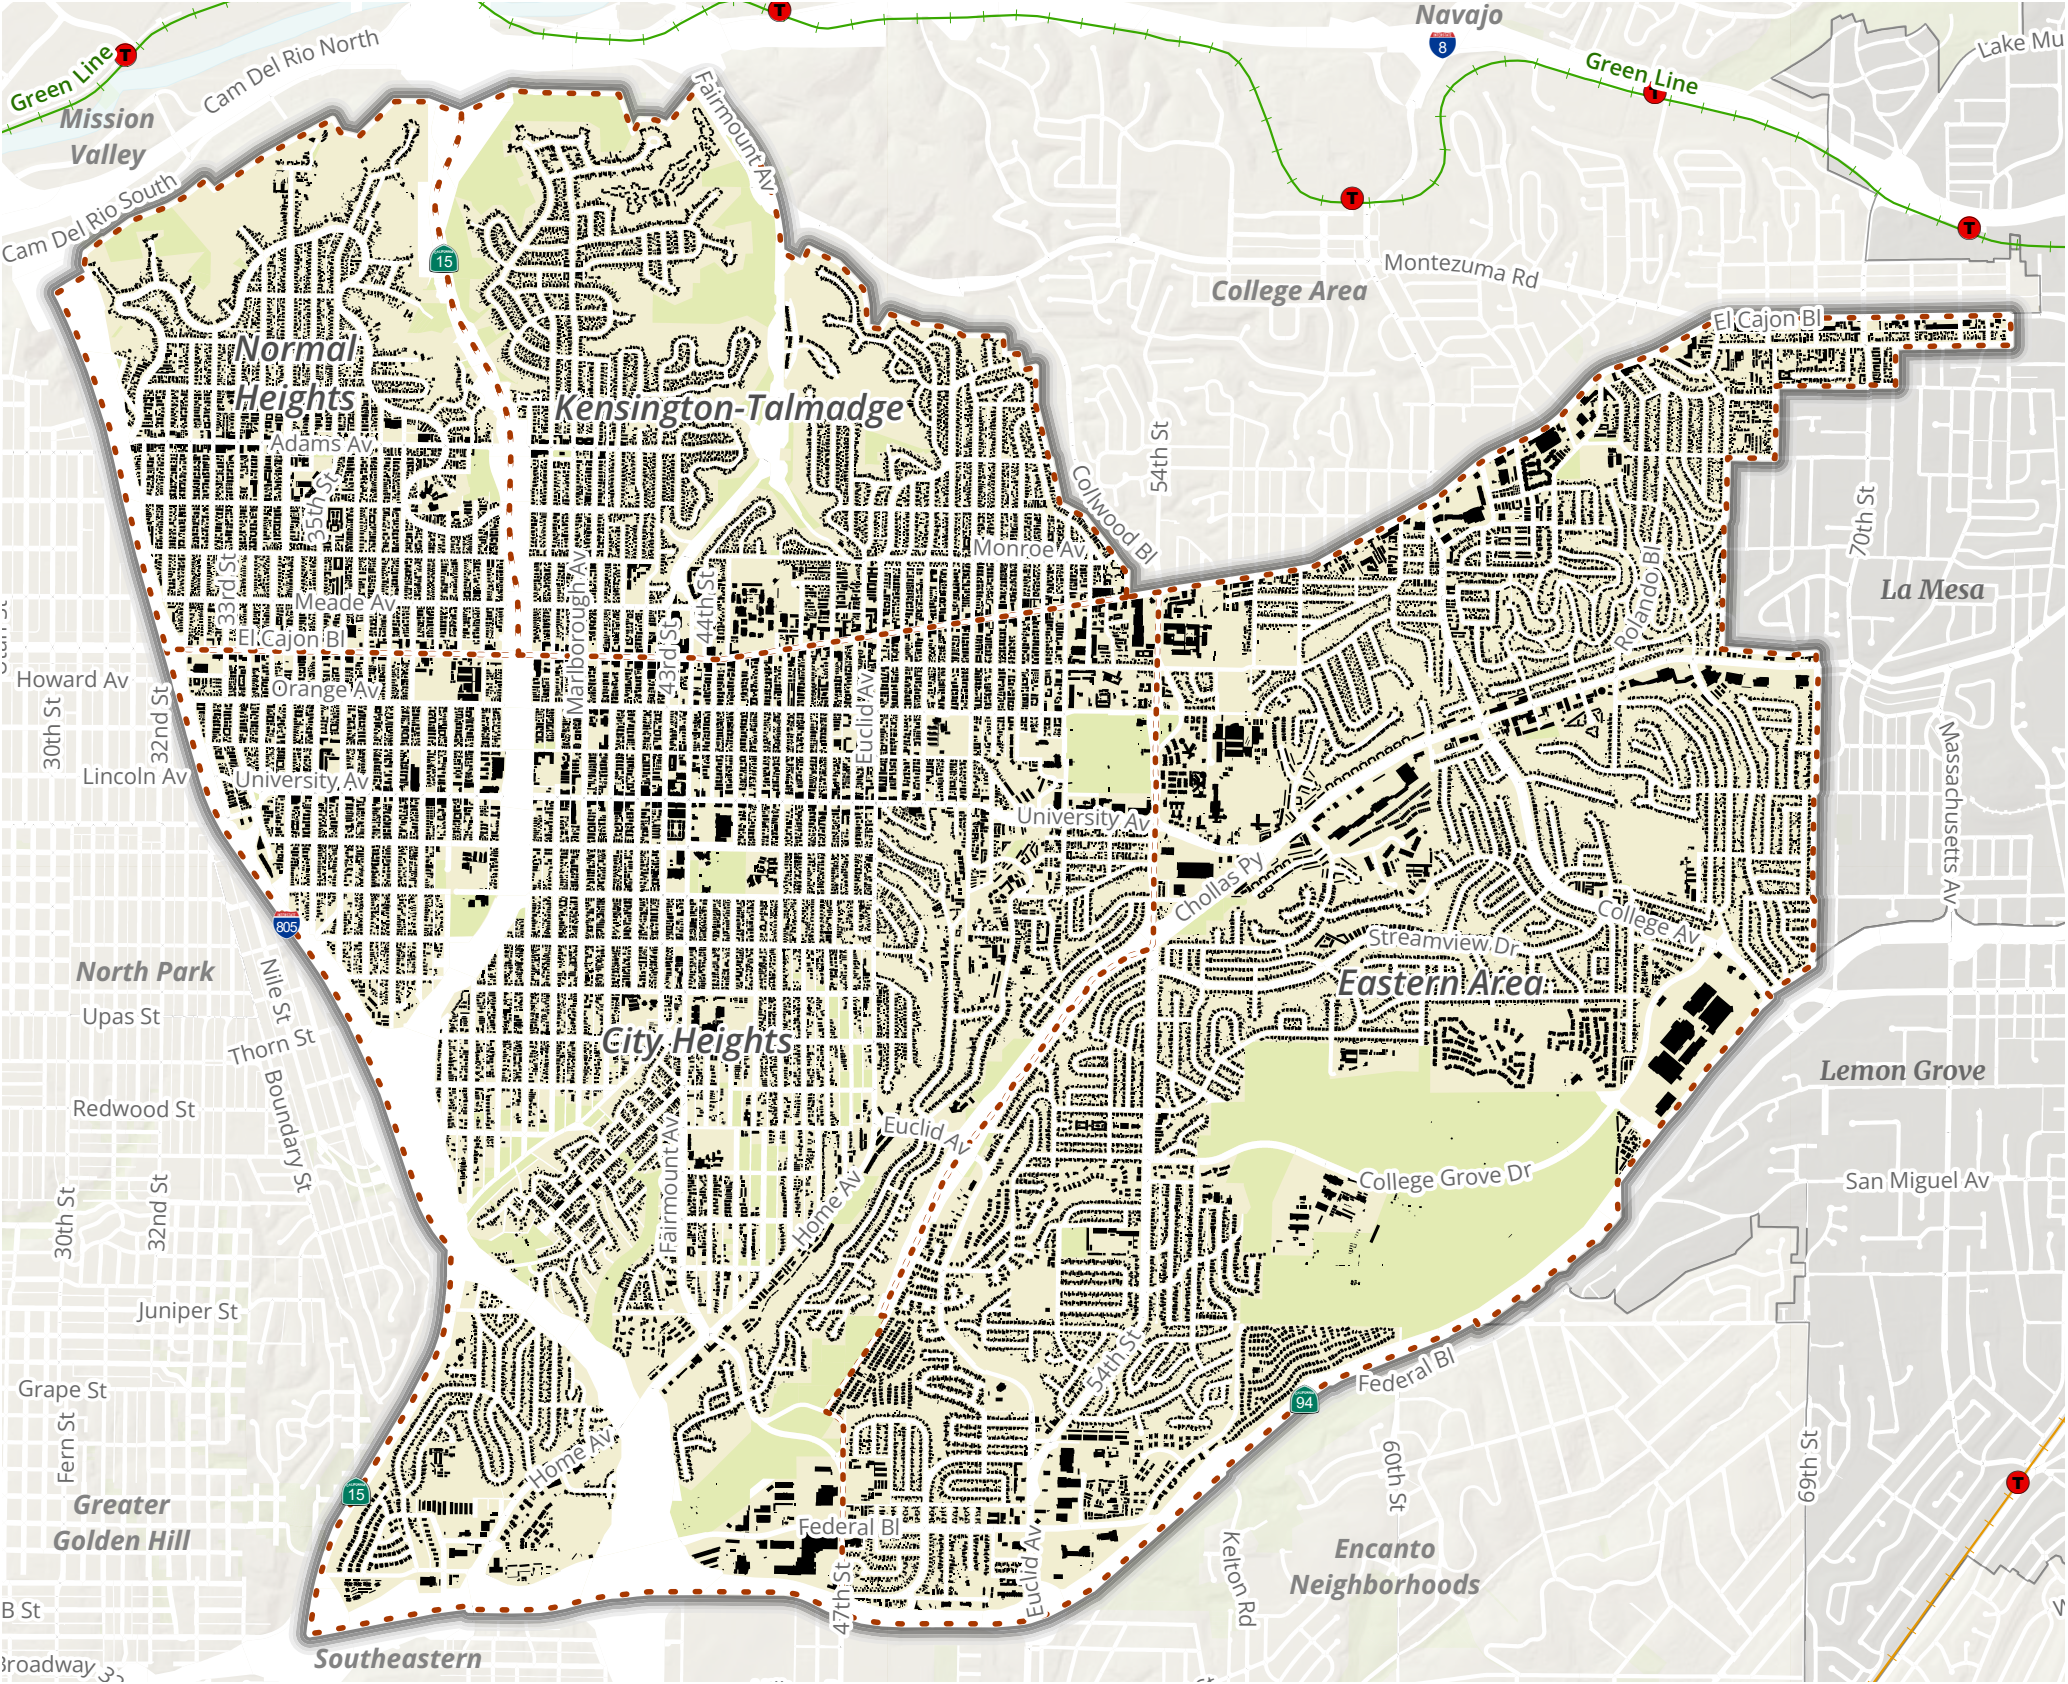 Navajo
8
Green Line
Cam Del Rio North
Green Line
Lake Mu
Mission
Valley
Fairmount Av
Cam Del Rio South
15
Montezuma Rd
College Area
El Cajon Bl
Normal
Heights
Kensington-Talmadge
Adams Av
54th St
Collwood Bl
35th St
70th St
Monroe Av
33rd St
Marlborough Av
44th St
Rolando Bl
La Mesa
Meade Av
El Cajon Bl
43rd St
Howard Av
Orange Av
Euclid Av
32nd St
30th St
Massachusetts Av
Lincoln Av
University Av
University Av
Chollas Py
805
College Av
Streamview Dr
North Park
Nile St
Eastern Area
Upas St
Thorn St
City Heights
Lemon Grove
Boundary St
Redwood St
Euclid Av
Fairmount Av
Home Av
College Grove Dr
San Miguel Av
30th St
32nd St
Juniper St
54th St
Grape St
Federal Bl
94
Fern St
Home Av
60th St
69th St
15
Greater
Golden Hill
Federal Bl
Kelton Rd
Encanto
Neighborhoods
47th St
Euclid Av
B St
Southeastern
Broadway